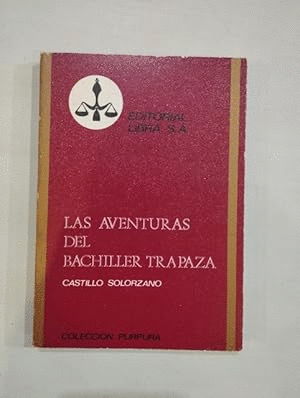 EDITORIAL
LIBRA S.A
LAS AVENTURAS
DEL
BACHILLER TRAPAZA
CASTILLO SOLORZANO
COLECCION PURPURA